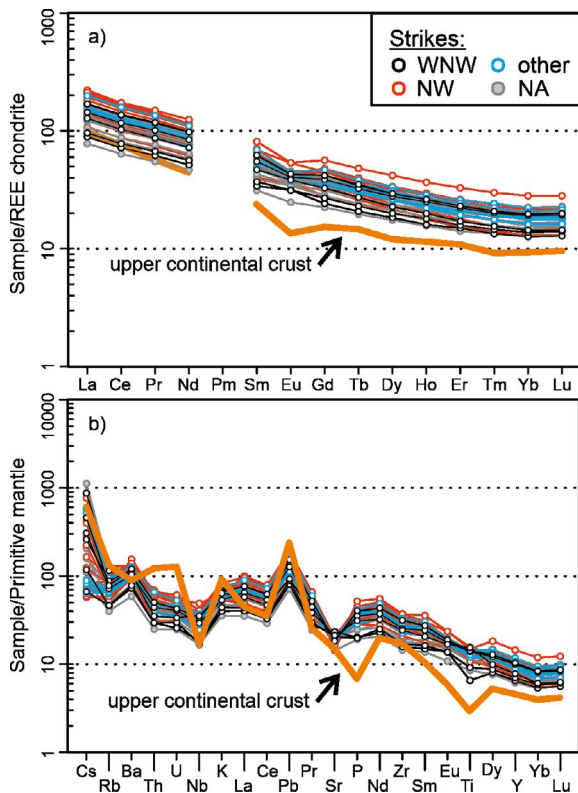 a)
Strikes:
WNW other
NW NA
Sample/REE chondrite
1000
100
10
1
upper continental crust
La Ce Pr Nd Pm Sm Eu Gd Tb Dy Ho Er Tm Yb Lu
b)
Sample/Primitive mantle
10000
1000
100
10
1
upper continental crust
Cs Ba U K Ce Pr P Zr Eu Dy Yb
Rb Th Nb La Pb Sr Nd Sm Ti Y Lu